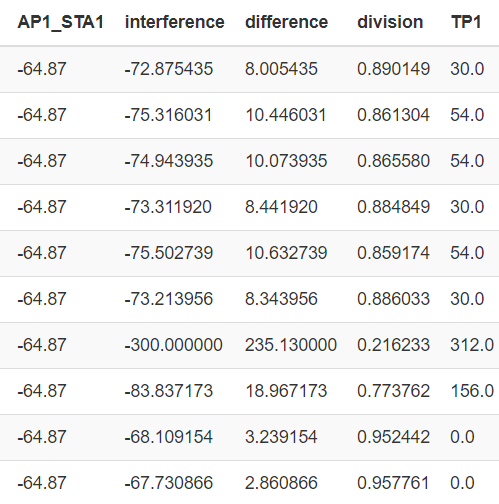 AP1_STA1 interference difference division TP1
-64.87 -72.875435 8.005435 0.890149 30.0
-64.87 -75.316031 10.446031 0.861304 54.0
-64.87 -74.943935 10.073935 0.865580 54.0
-64.87 -73.311920 8.441920 0.884849 30.0
-64.87 -75.502739 10.632739 0.859174 54.0
-64.87 -73.213956 8.343956 0.886033 30.0
-64.87 -300.000000 235.130000 0.216233 312.0
-64.87 -83.837173 18.967173 0.773762 156.0
-64.87 -68.109154 3.239154 0.952442 0.0
-64.87 -67.730866 2.860866 0.957761 0.0